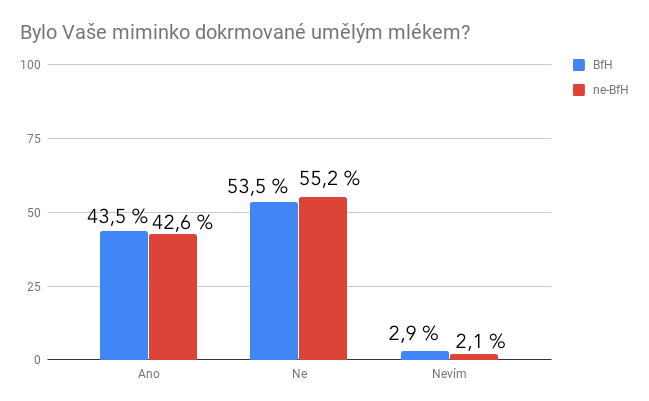 Bylo Vaše miminko dokrmované umělým mlékem?
100
75
50
25
0
BfH
ne-BfH
43,5 %
42,6 %
53,5 %
55,2 %
2,9 %
2,1 %
Ano
Ne
Nevím